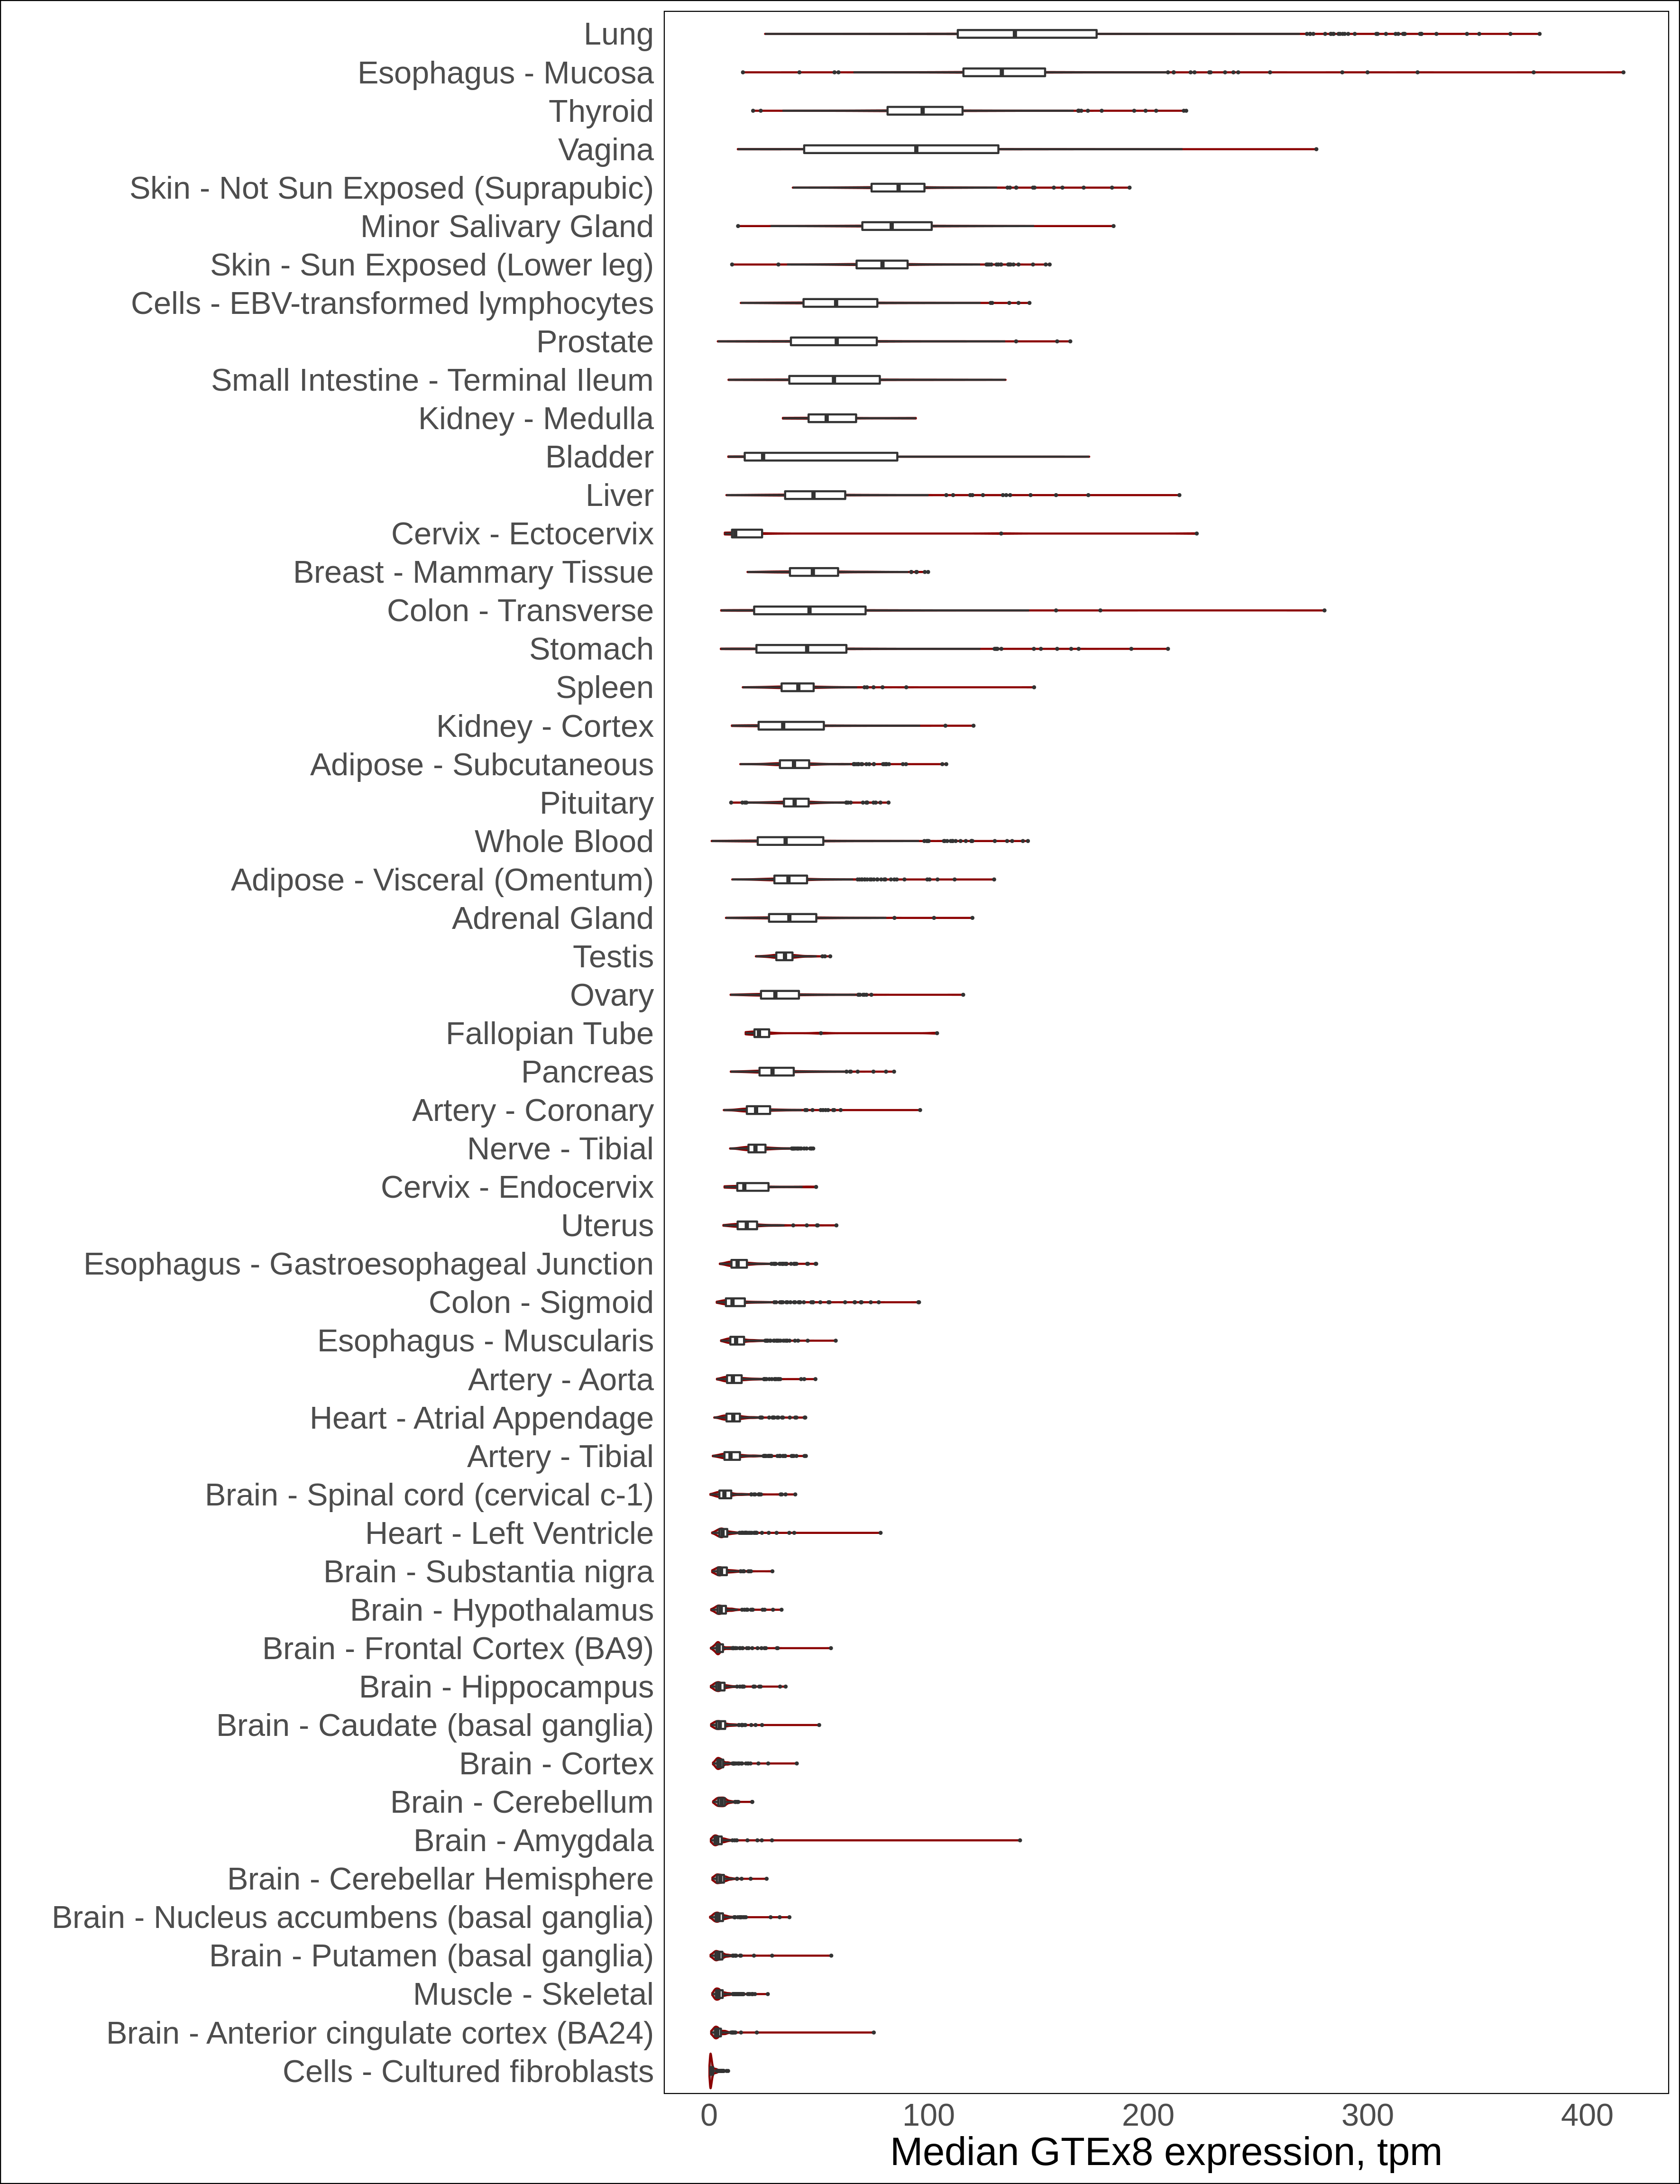 Lung
Esophagus - Mucosa
Thyroid
Vagina
Skin - Not Sun Exposed (Suprapubic)
Minor Salivary Gland
Skin - Sun Exposed (Lower leg)
Cells - EBV-transformed lymphocytes
Prostate
Small Intestine - Terminal Ileum
Kidney - Medulla
Bladder
Liver
Cervix - Ectocervix
Breast - Mammary Tissue
Colon - Transverse
Stomach
Spleen
Kidney - Cortex
Adipose - Subcutaneous
Pituitary
Whole Blood
Adipose - Visceral (Omentum)
Adrenal Gland
Testis
Ovary
Fallopian Tube
Pancreas
Artery - Coronary
Nerve - Tibial
Cervix - Endocervix
Uterus
Esophagus - Gastroesophageal Junction
Colon - Sigmoid
Esophagus - Muscularis
Artery - Aorta
Heart - Atrial Appendage
Artery - Tibial
Brain - Spinal cord (cervical c-1)
Heart - Left Ventricle
Brain - Substantia nigra
Brain - Hypothalamus
Brain - Frontal Cortex (BA9)
Brain - Hippocampus
Brain - Caudate (basal ganglia)
Brain - Cortex
Brain - Cerebellum
Brain - Amygdala
Brain - Cerebellar Hemisphere
Brain - Nucleus accumbens (basal ganglia)
Brain - Putamen (basal ganglia)
Muscle - Skeletal
Brain - Anterior cingulate cortex (BA24)
Cells - Cultured fibroblasts
0 100 200 300 400
Median GTEx8 expression, tpm